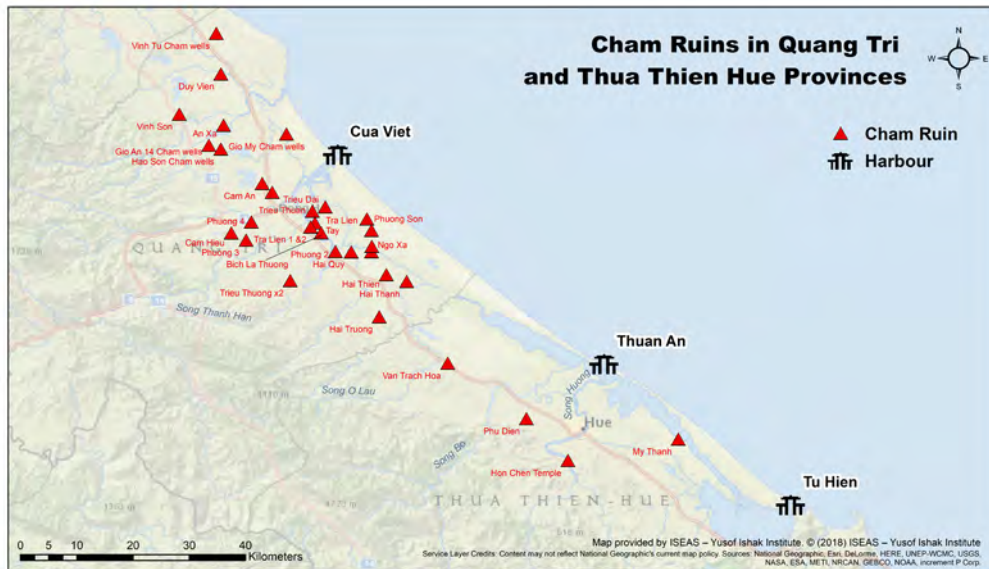 Cham Ruins in Quang Tri
and Thua Thien Hue Provinces
N
W
E
S
Cham Ruin
Harbour
Vinh Tu Cham wells
Duy Vien
Vinh Son
An Xa
Gio My Cham wells
Cua Viet
Gio An 14 Cham wells
Hao Son Cham wells
Cam An
Trieu Dai
Trieu Thuan
Phuong 4
Tra Lien
Phuong Son
Tay
Cam Hieu
Phuong 3
Tra Lien 1 &2
Ngo Xa
QUANG TRI
Bich La Thuong
Phuong 2
Hai Quy
Trieu Thuong x2
Hai Thien
Hai Thanh
Song Thanh Han
Hai Truong
Thuan An
Van Trach Hoa
Song O Lau
Song Huong
Phu Dien
Hue
Song Bo
My Thanh
Hon Chen Temple
Tu Hien
THUA THIEN-HUE
0 5 10 20 30 40
Kilometers
Map provided by ISEAS – Yusof Ishak Institute. © (2018) ISEAS – Yusof Ishak Institute
Service Layer Credits: Content may not reflect National Geographic's current map policy. Sources: National Geographic, Esri, DeLorme, HERE, UNEP-WCMC, USGS,
NASA, ESA, METI, NRCAN, GEBCO, NOAA, increment P Corp.